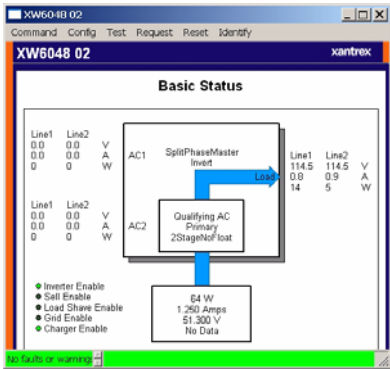 XW6048 02
Command Config Test Request Reset Identify
XW6048 02 xantrex
Basic Status
Line1 Line2
0.0 0.0 V
0.0 0.0 A
0 0 W
AC1
SplitPhaseMaster
Invert
Load
Line1 Line2
114.5 114.5 V
0.8 0.9 A
14 5 W
Line1 Line2
0.0 0.0 V
0.0 0.0 A
0 0 W
AC2
Qualifying AC
Primary
2StageNoFloat
Inverter Enable
Sell Enable
Load Shave Enable
Grid Enable
Charger Enable
64 W
1.250 Amps
51.300 V
No Data
No faults or warning